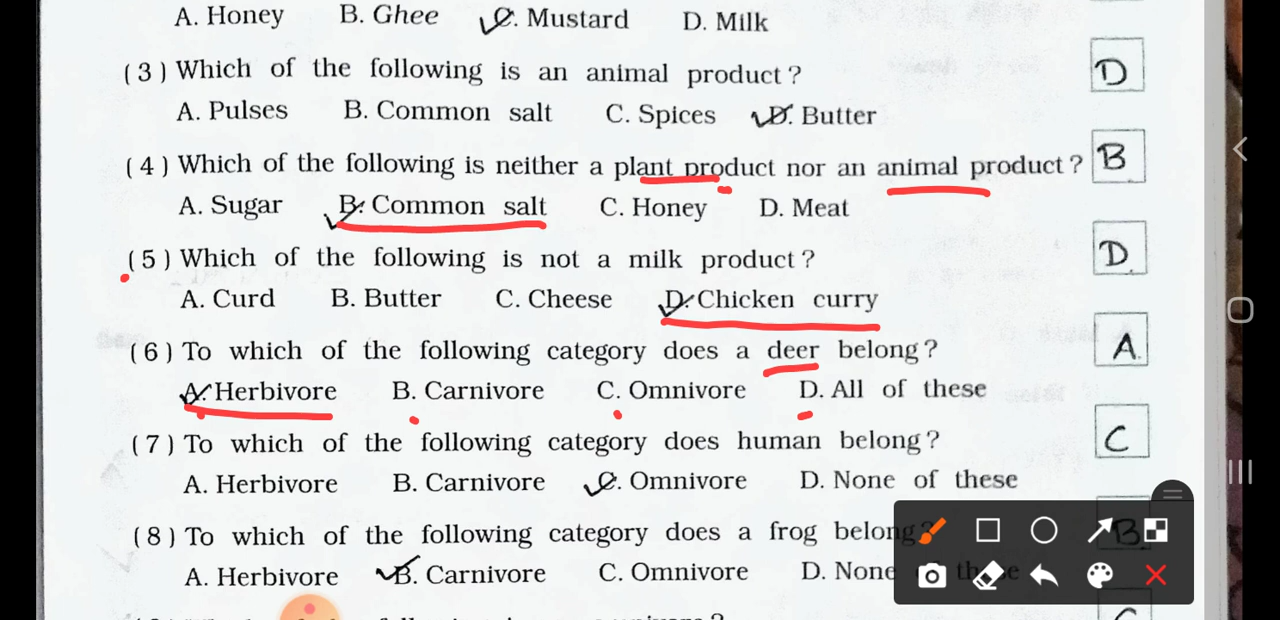 A. Honey B. Ghee C. Mustard D. Milk
(3) Which of the following is an animal product? D
A. Pulses B. Common salt C. Spices D. Butter
(4) Which of the following is neither a plant product nor an animal product? B
A. Sugar B. Common salt C. Honey D. Meat
(5) Which of the following is not a milk product? D
A. Curd B. Butter C. Cheese D. Chicken curry
(6) To which of the following category does a deer belong? A
A. Herbivore B. Carnivore C. Omnivore D. All of these
(7) To which of the following category does human belong? C
A. Herbivore B. Carnivore C. Omnivore D. None of these
(8) To which of the following category does a frog belong? B
A. Herbivore B. Carnivore C. Omnivore D. None of these